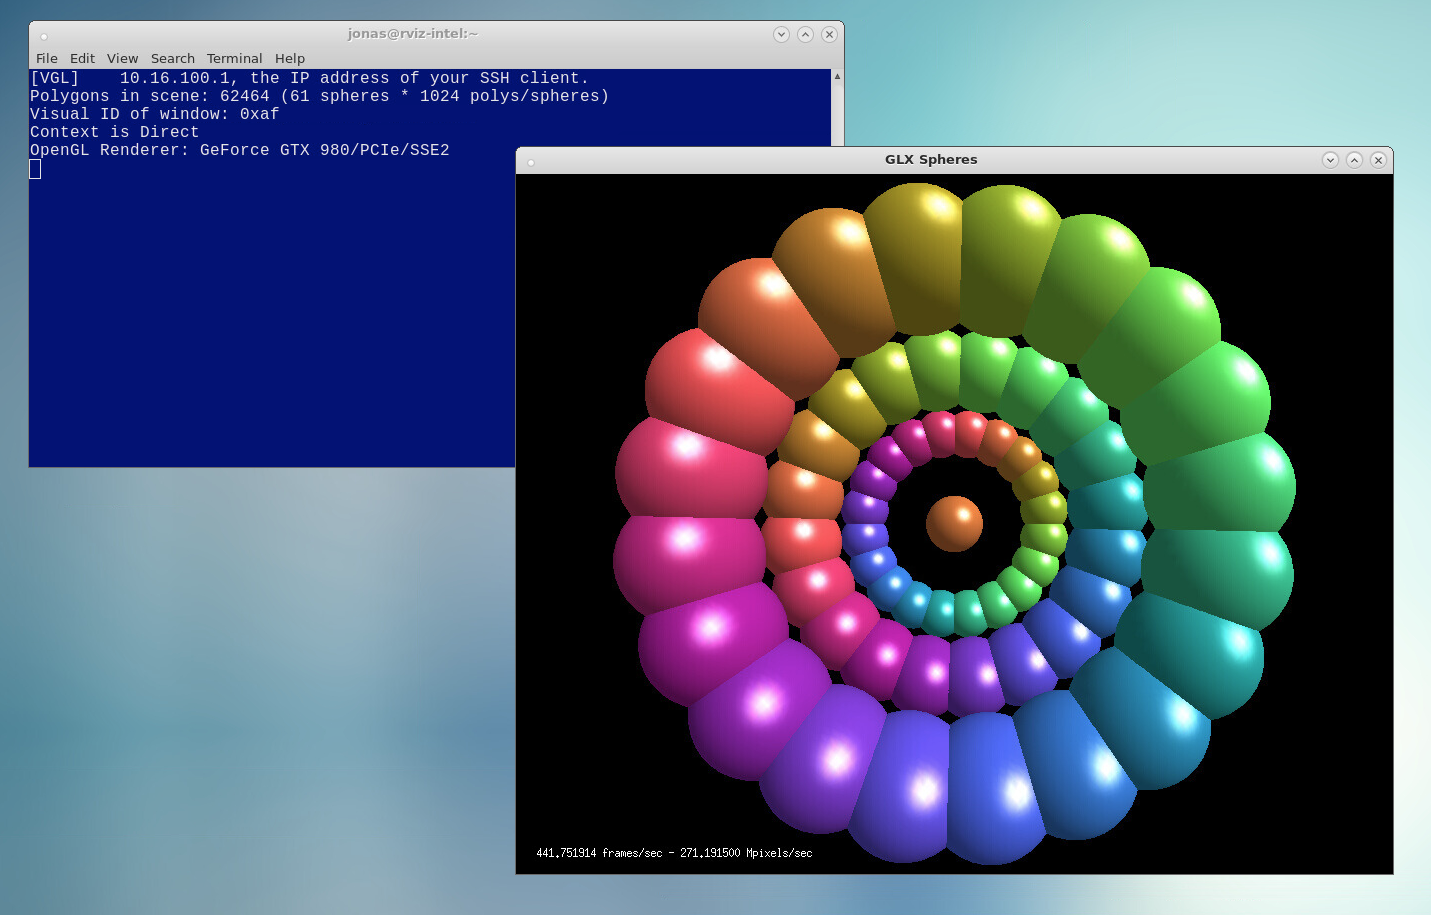 jonas@rviz-intel:~
File Edit View Search Terminal Help
[VGL]    10.16.100.1, the IP address of your SSH client.
Polygons in scene: 62464 (61 spheres * 1024 polys/spheres)
Visual ID of window: 0xaf
Context is Direct
OpenGL Renderer: GeForce GTX 980/PCIe/SSE2
GLX Spheres
441.751914 frames/sec - 271.191500 Mpixels/sec